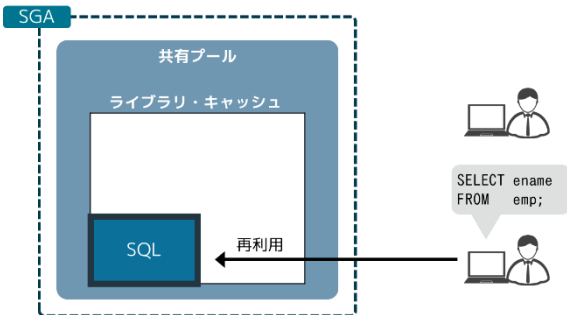 SGA
共有プール
ライブラリ・キャッシュ
SELECT ename
FROM emp;
SQL
再利用